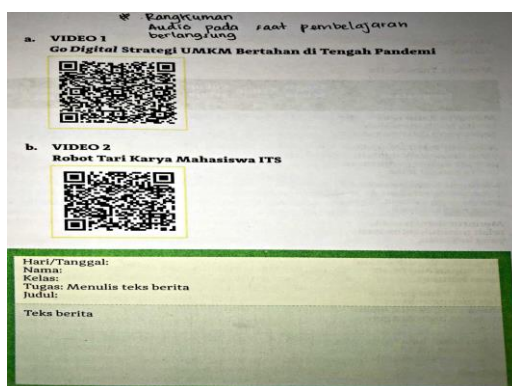 * Rangkuman
Audio pada saat pembelajaran
berlangsung
a. VIDEO 1
Go Digital Strategi UMKM Bertahan di Tengah Pandemi
b. VIDEO 2
Robot Tari Karya Mahasiswa ITS
Hari/Tanggal:
Nama:
Kelas:
Tugas: Menulis teks berita
Judul:
Teks berita